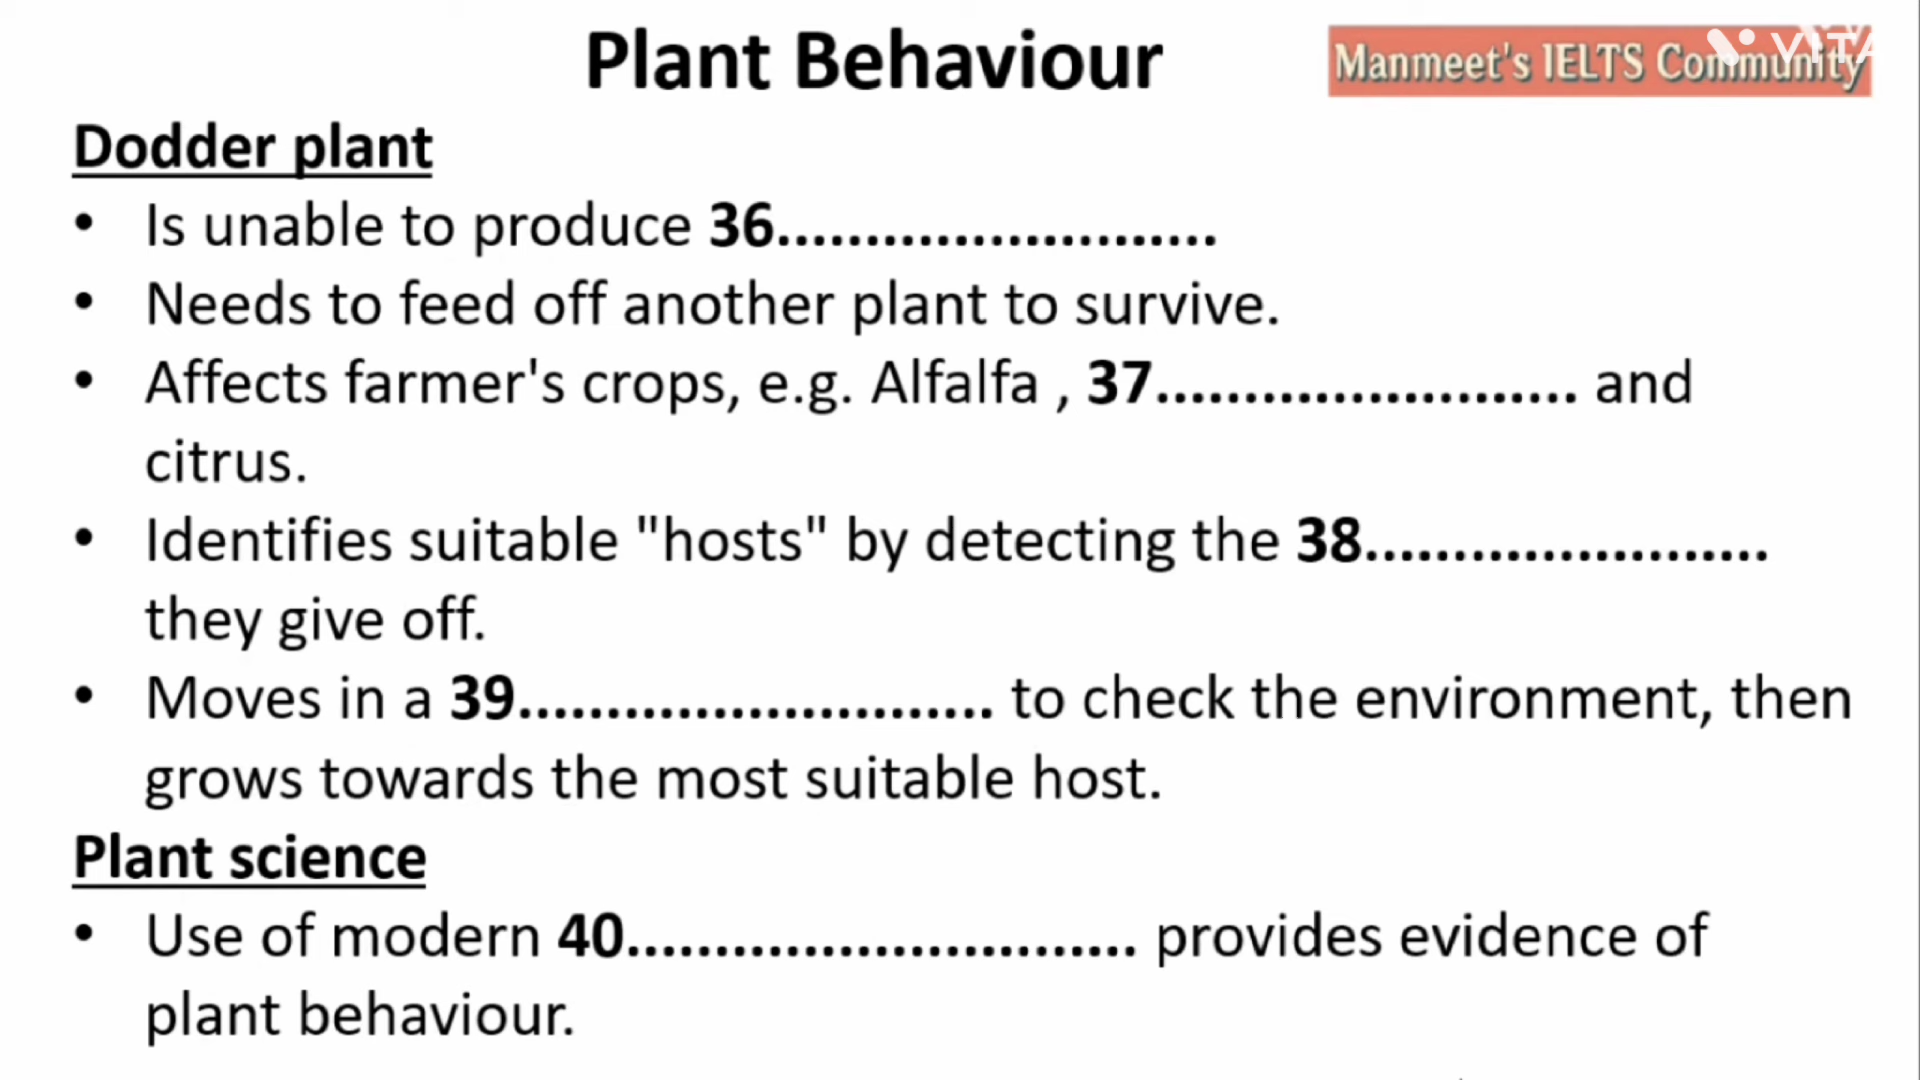 Plant Behaviour
Manmeet's IELTS Community
Dodder plant
• Is unable to produce 36.........................
• Needs to feed off another plant to survive.
• Affects farmer's crops, e.g. Alfalfa , 37........................ and
citrus.
• Identifies suitable "hosts" by detecting the 38.......................
they give off.
• Moves in a 39........................... to check the environment, then
grows towards the most suitable host.
Plant science
• Use of modern 40............................. provides evidence of
plant behaviour.